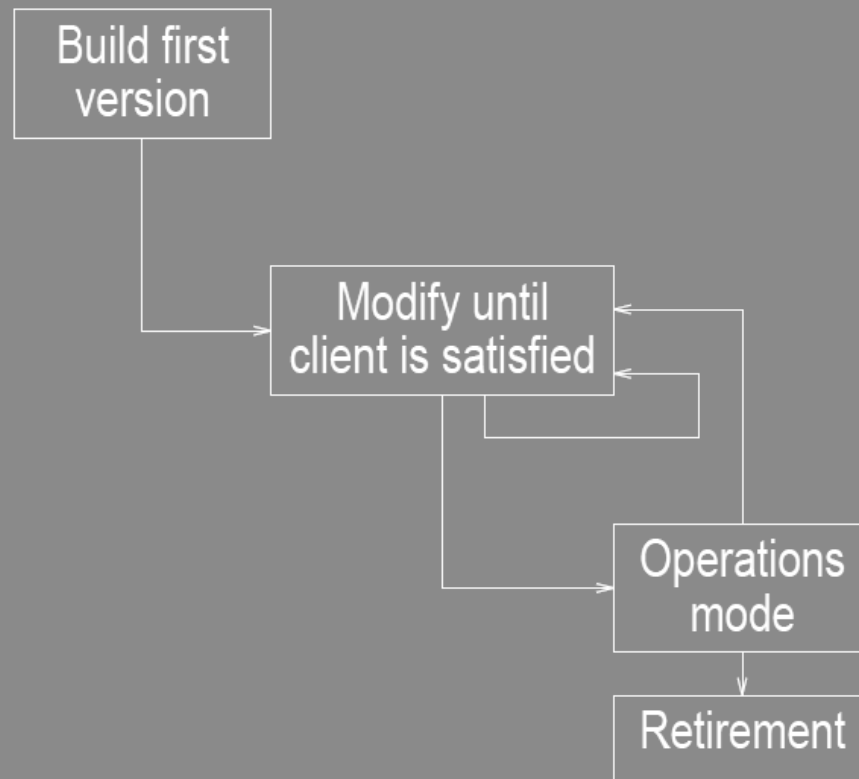 Build first
version
Modify until
client is satisfied
Operations
mode
Retirement